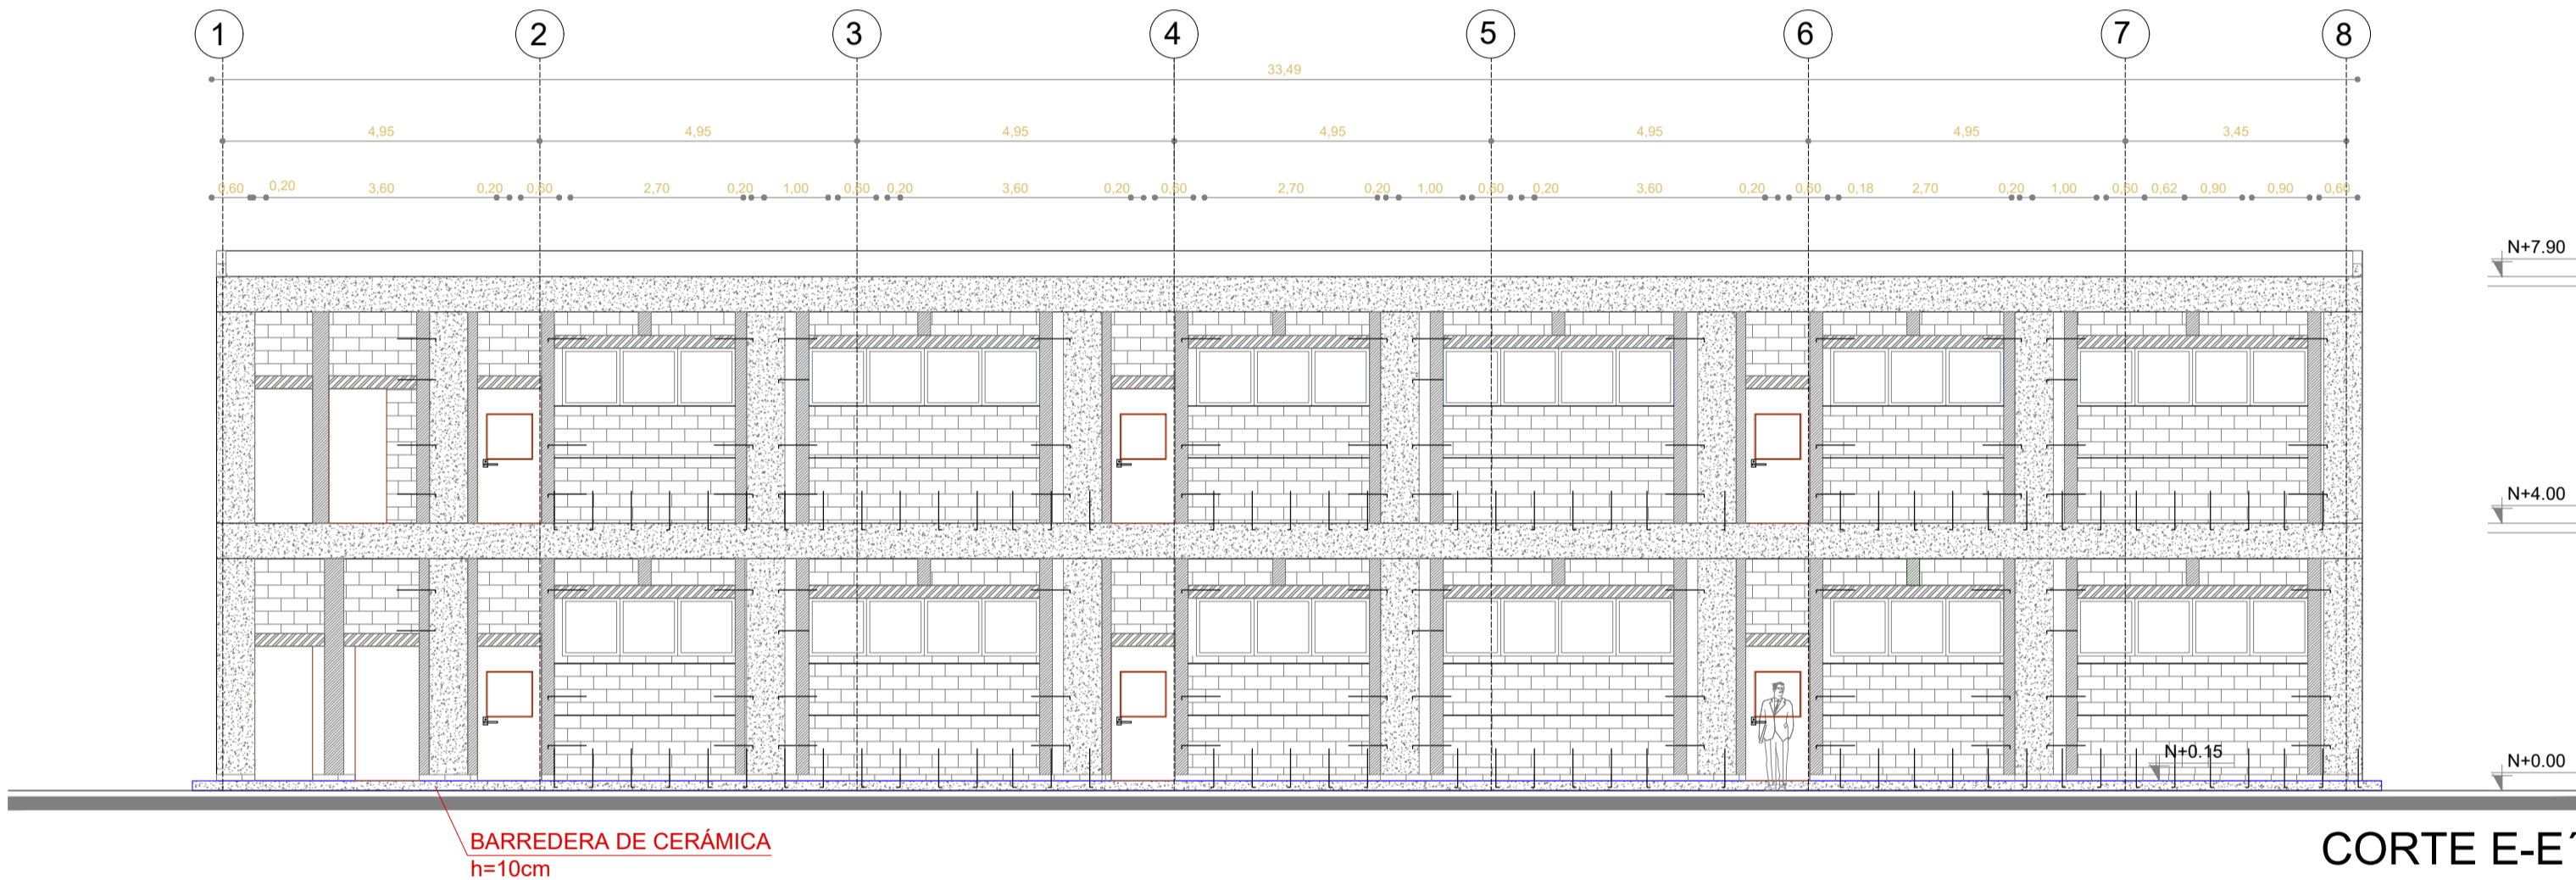 1 2 3 4 5 6 7 8
33,49
4,95 4,95 4,95 4,95 4,95 4,95 3,45
0,60 0,20 3,60 0,20 0,60 2,70 0,20 1,00 0,60 0,20 3,60 0,20 0,60 2,70 0,20 1,00 0,60 0,20 3,60 0,20 0,60 0,18 2,70 0,20 1,00 0,60 0,62 0,90 0,90 0,60
N+7.90
N+4.00
N+0.15
N+0.00
BARREDERA DE CERÁMICA
h=10cm
CORTE E-E´